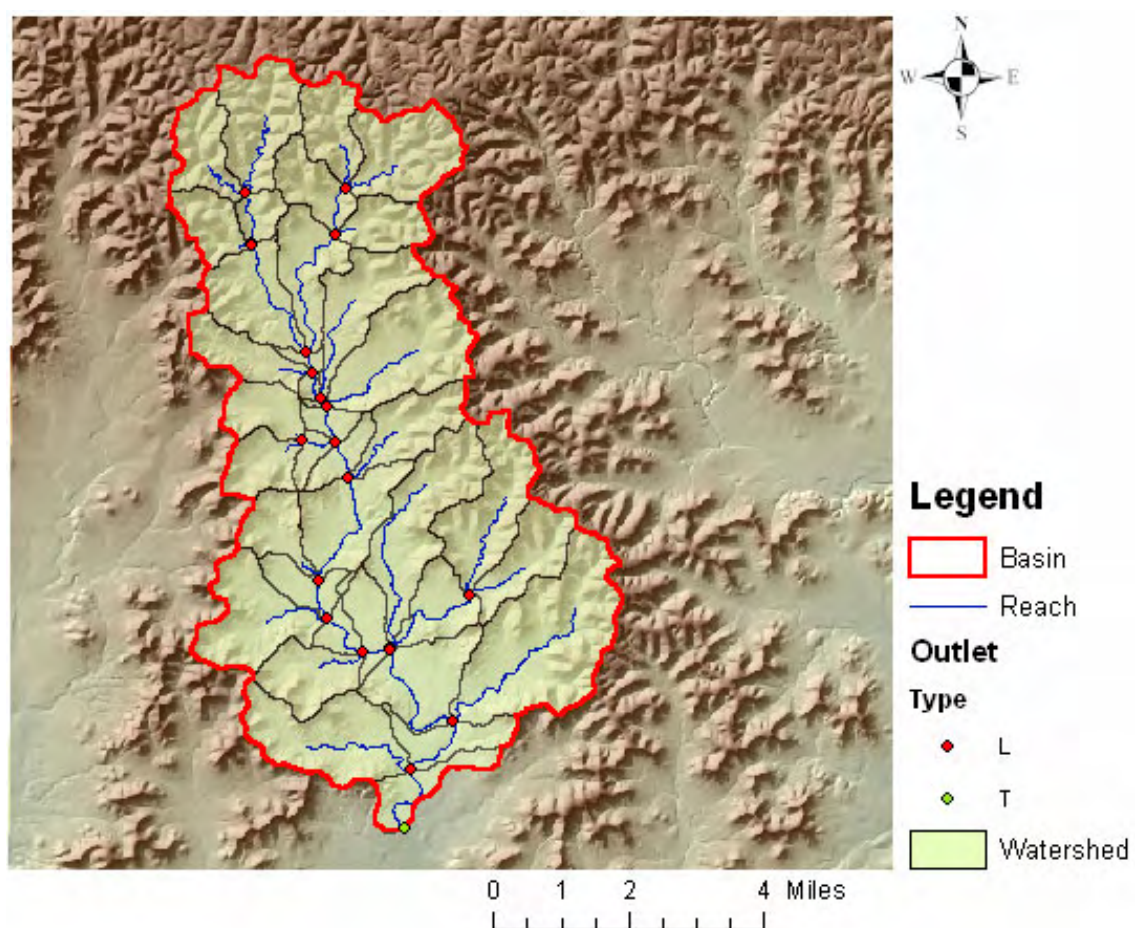 N
W E
S
Legend
Basin
Reach
Outlet
Type
L
T
Watershed
0 1 2 4 Miles